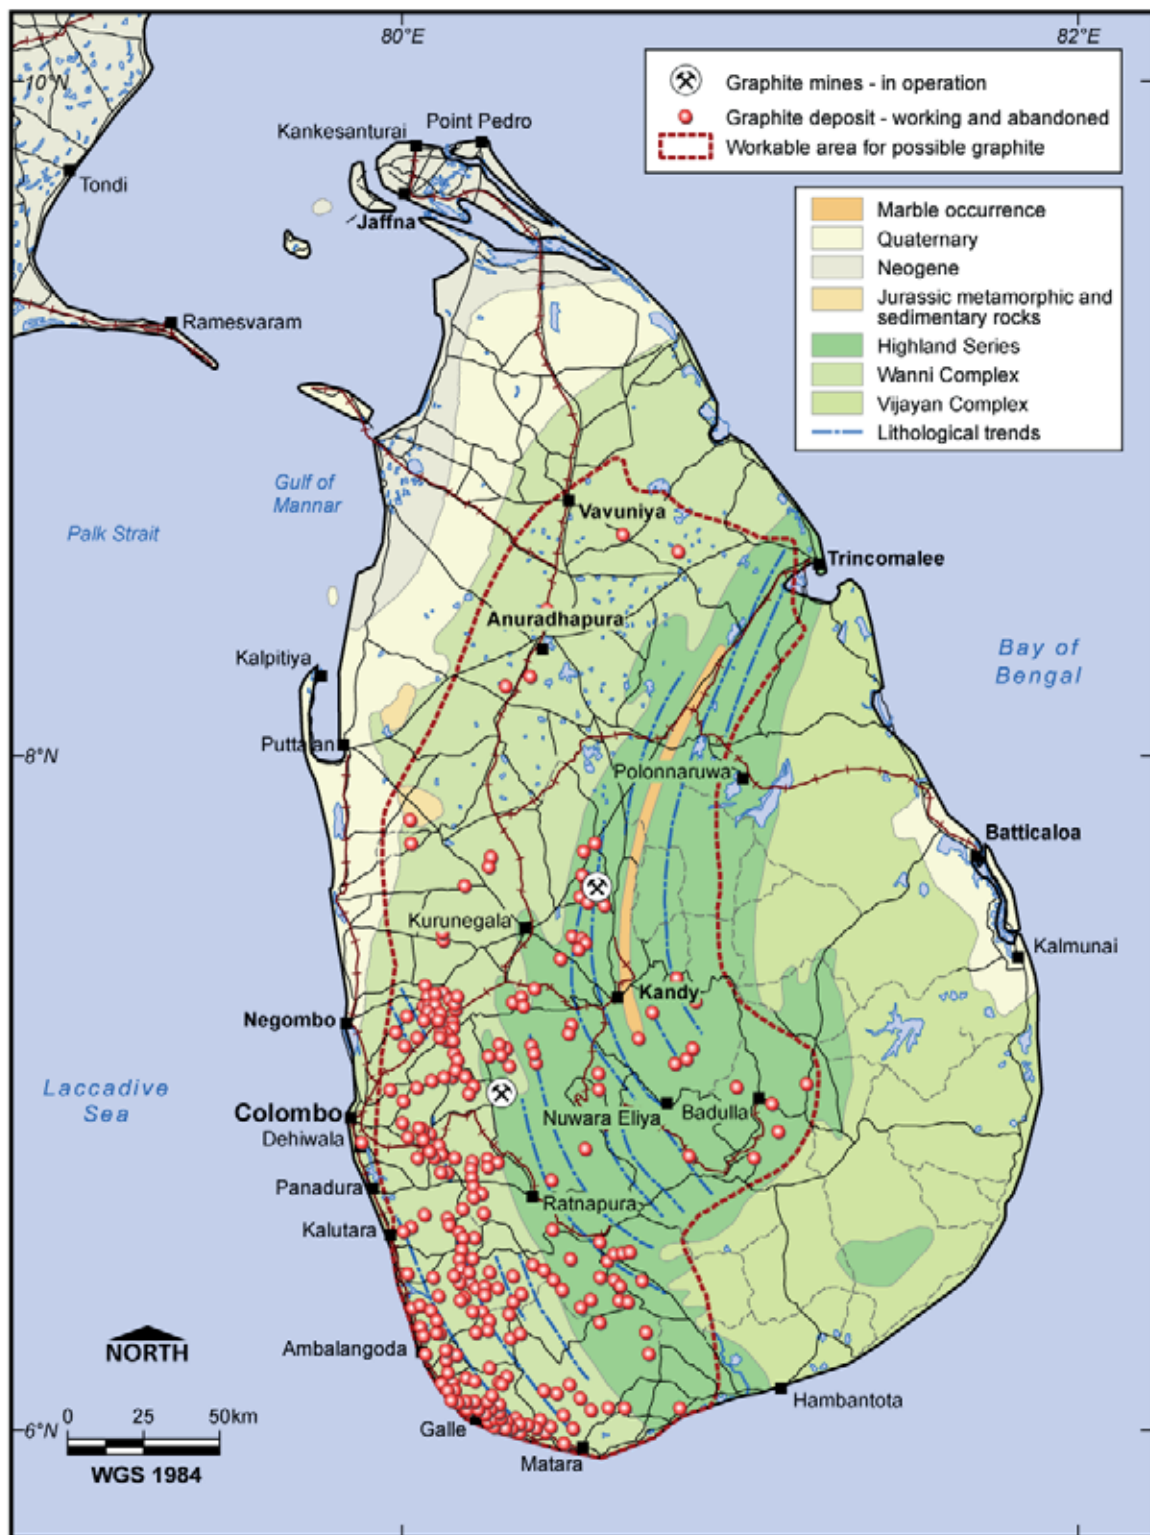 80°E
82°E
10°N
Graphite mines - in operation
Graphite deposit - working and abandoned
Workable area for possible graphite
Point Pedro
Kankesanturai
Tondi
Jaffna
Marble occurrence
Quaternary
Neogene
Jurassic metamorphic and
sedimentary rocks
Highland Series
Wanni Complex
Vijayan Complex
Lithological trends
Ramesvaram
Gulf of
Mannar
Palk Strait
Vavuniya
Trincomalee
Anuradhapura
Kalpitiya
Bay of
Bengal
Puttalan
8°N
Polonnaruwa
Batticaloa
Kurunegala
Kalmunai
Kandy
Negombo
Laccadive
Sea
Colombo
Nuwara Eliya
Badulla
Dehiwala
Panadura
Ratnapura
Kalutara
NORTH
Ambalangoda
Hambantota
0 25 50km
6°N
Galle
Matara
WGS 1984